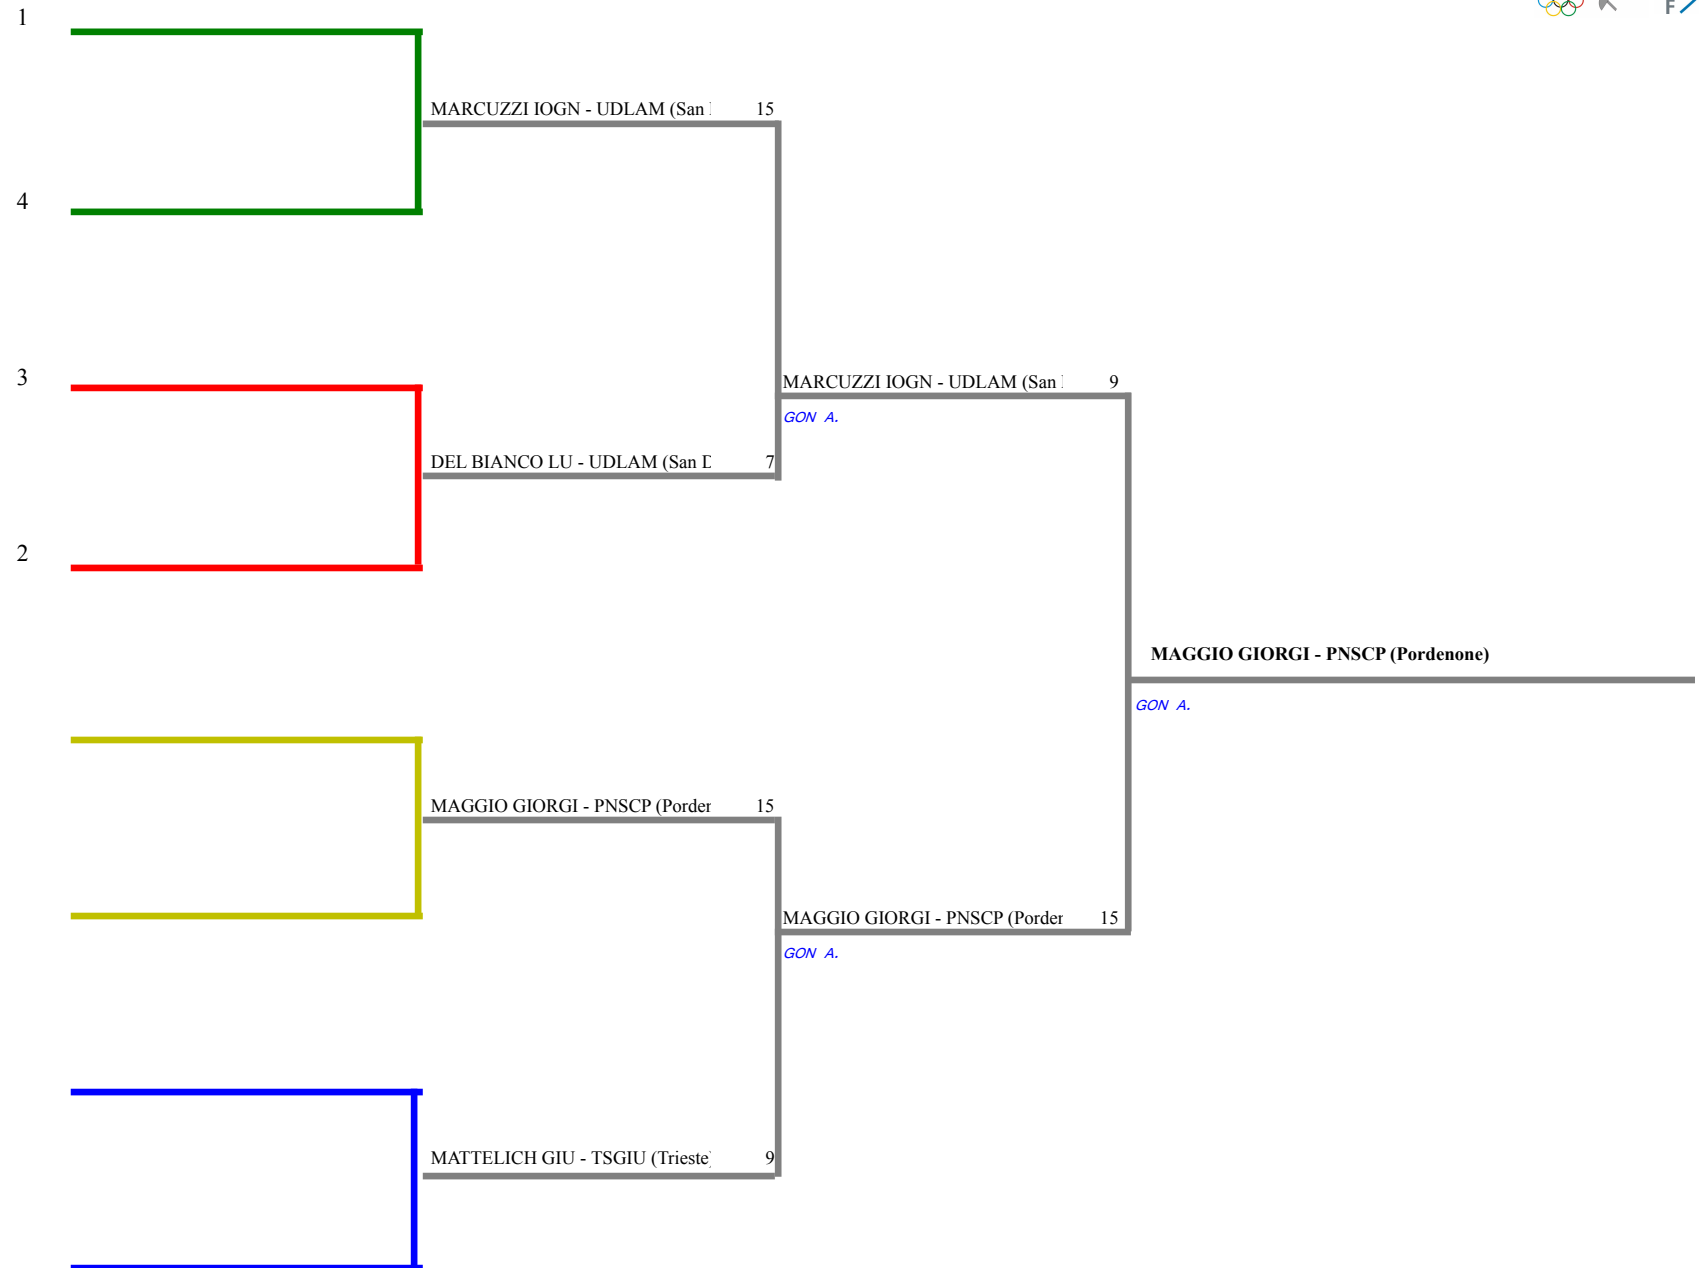 1
MARCUZZI IOGN - UDLAM (San 15
4
3
MARCUZZI IOGN - UDLAM (San 9
GON A.
DEL BIANCO LU - UDLAM (San 7
2
MAGGIO GIORGI - PNSCP (Pordenone)
GON A.
MAGGIO GIORGI - PNSCP (Porden 15
MAGGIO GIORGI - PNSCP (Porden 15
GON A.
MATTELICH GIU - TSGIU (Trieste) 9
F